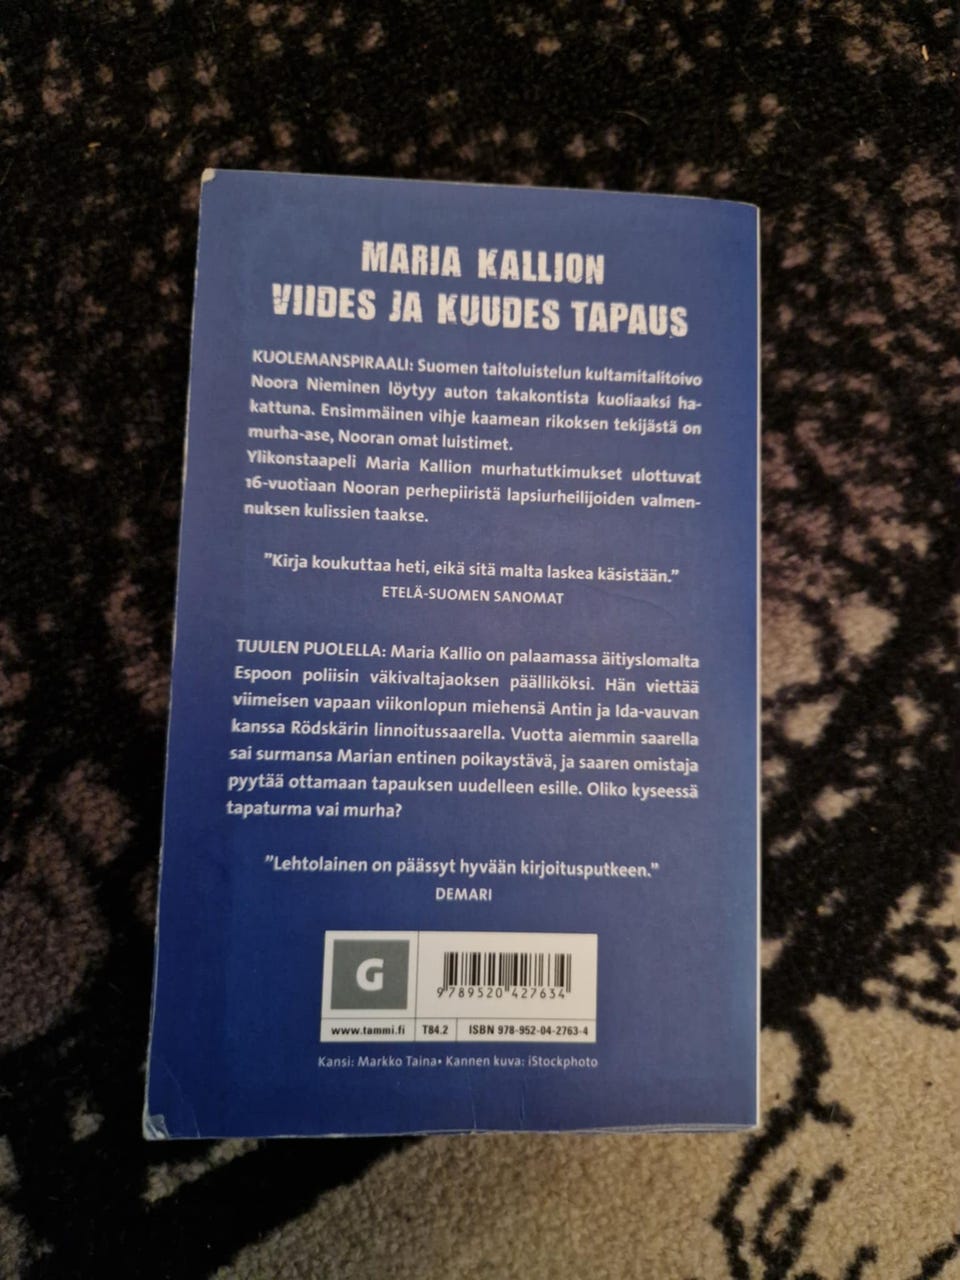 MARIA KALLION
VIIDES JA KUUDES TAPAUS
KUOLEMANSPIRAALI: Suomen taitoluistelun kultamitalitoivo
Noora Nieminen löytyy auton takakontista kuoliaaksi ha-
kattuna. Ensimmäinen vihje kaamean rikoksen tekijästä on
murha-ase, Nooran omat luistimet.
Ylikonstaapeli Maria Kallion murhatutkimukset ulottuvat
16-vuotiaan Nooran perhepiiristä lapsiurheilijoiden valmen-
nuksen kulissien taakse.
”Kirja koukuttaa heti, eikä sitä malta laskea käsistään.”
ETELÄ-SUOMEN SANOMAT
TUULEN PUOLELLA: Maria Kallio on palaamassa äitiyslomalta
Espoon poliisin väkivaltajaoksen päälliköksi. Hän viettää
viimeisen vapaan viikonlopun miehensä Antin ja Ida-vauvan
kanssa Rödskärin linnoitussaarella. Vuotta aiemmin saarella
sai surmansa Marian entinen poikaystävä, ja saaren omistaja
pyytää ottamaan tapauksen uudelleen esille. Oliko kyseessä
tapaturma vai murha?
”Lehtolainen on päässyt hyvään kirjoitusputkeen.”
DEMARI
G
9 789520 427634
www.tammi.fi T84.2 ISBN 978-952-04-2763-4
Kansi: Markko Taina• Kannen kuva: iStockphoto